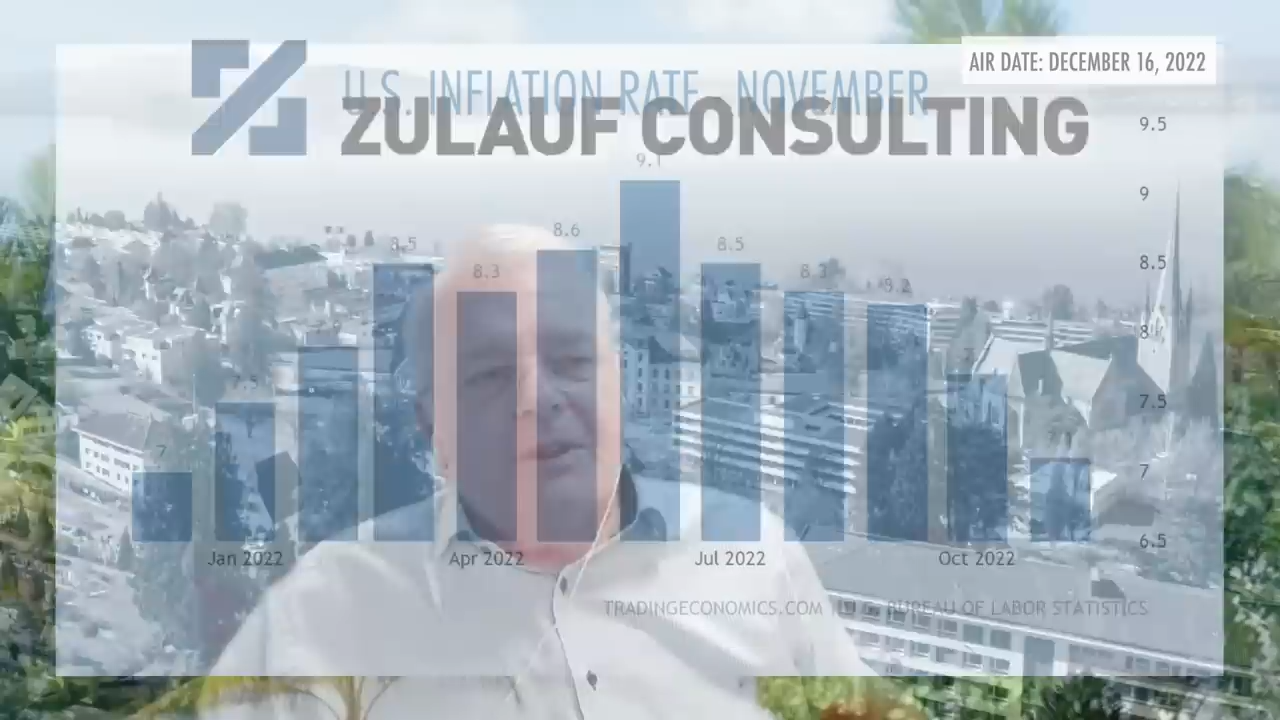 AIR DATE: DECEMBER 16, 2022
U.S. INFLATION RATE NOVEMBER
ZULAUF CONSULTING
9.5
9.1
9
8.6
8.5
8.5
8.5
8.3
8.3
8.2
8
7.5
7.5
7
7
6.5
Jan 2022
Apr 2022
Jul 2022
Oct 2022
TRADINGECONOMICS.COM
BUREAU OF LABOR STATISTICS